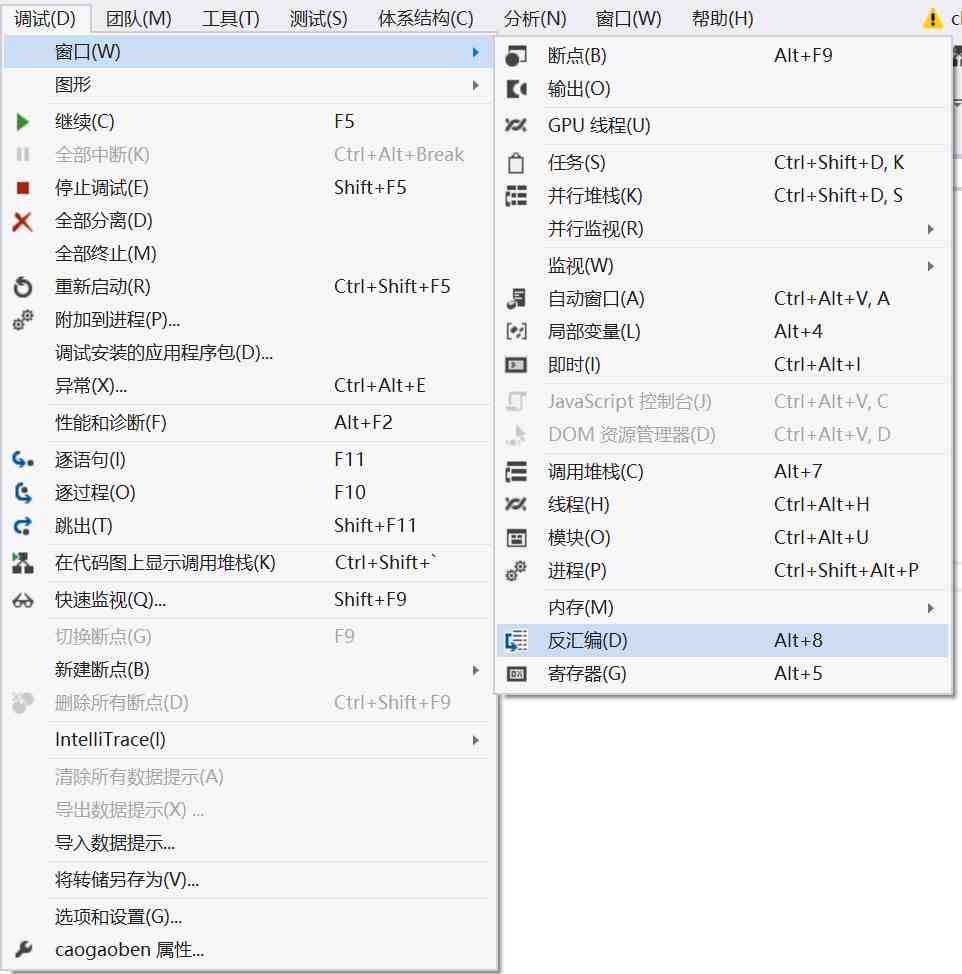 调试(D) 团队(M) 工具(T) 测试(S) 体系结构(C) 分析(N) 窗口(W) 帮助(H)
窗口(W)
图形
继续(C) F5
全部中断(K) Ctrl+Alt+Break
停止调试(E) Shift+F5
全部分离(D)
全部终止(M)
重新启动(R) Ctrl+Shift+F5
附加到进程(P)...
调试安装的应用程序包(D)...
异常(X)... Ctrl+Alt+E
性能和诊断(F) Alt+F2
逐语句(I) F11
逐过程(O) F10
跳出(T) Shift+F11
在代码图上显示调用堆栈(K) Ctrl+Shift+`
快速监视(Q)... Shift+F9
切换断点(G) F9
新建断点(B)
删除所有断点(D) Ctrl+Shift+F9
IntelliTrace(I)
清除所有数据提示(A)
导出数据提示(X) ...
导入数据提示...
将转储另存为(V)...
选项和设置(G)...
caogaoben 属性...
断点(B) Alt+F9
输出(O)
GPU 线程(U)
任务(S) Ctrl+Shift+D, K
并行堆栈(K) Ctrl+Shift+D, S
并行监视(R)
监视(W)
自动窗口(A) Ctrl+Alt+V, A
局部变量(L) Alt+4
即时(I) Ctrl+Alt+I
JavaScript 控制台(J) Ctrl+Alt+V, C
DOM 资源管理器(D) Ctrl+Alt+V, D
调用堆栈(C) Alt+7
线程(H) Ctrl+Alt+H
模块(O) Ctrl+Alt+U
进程(P) Ctrl+Shift+Alt+P
内存(M)
反汇编(D) Alt+8
寄存器(G) Alt+5